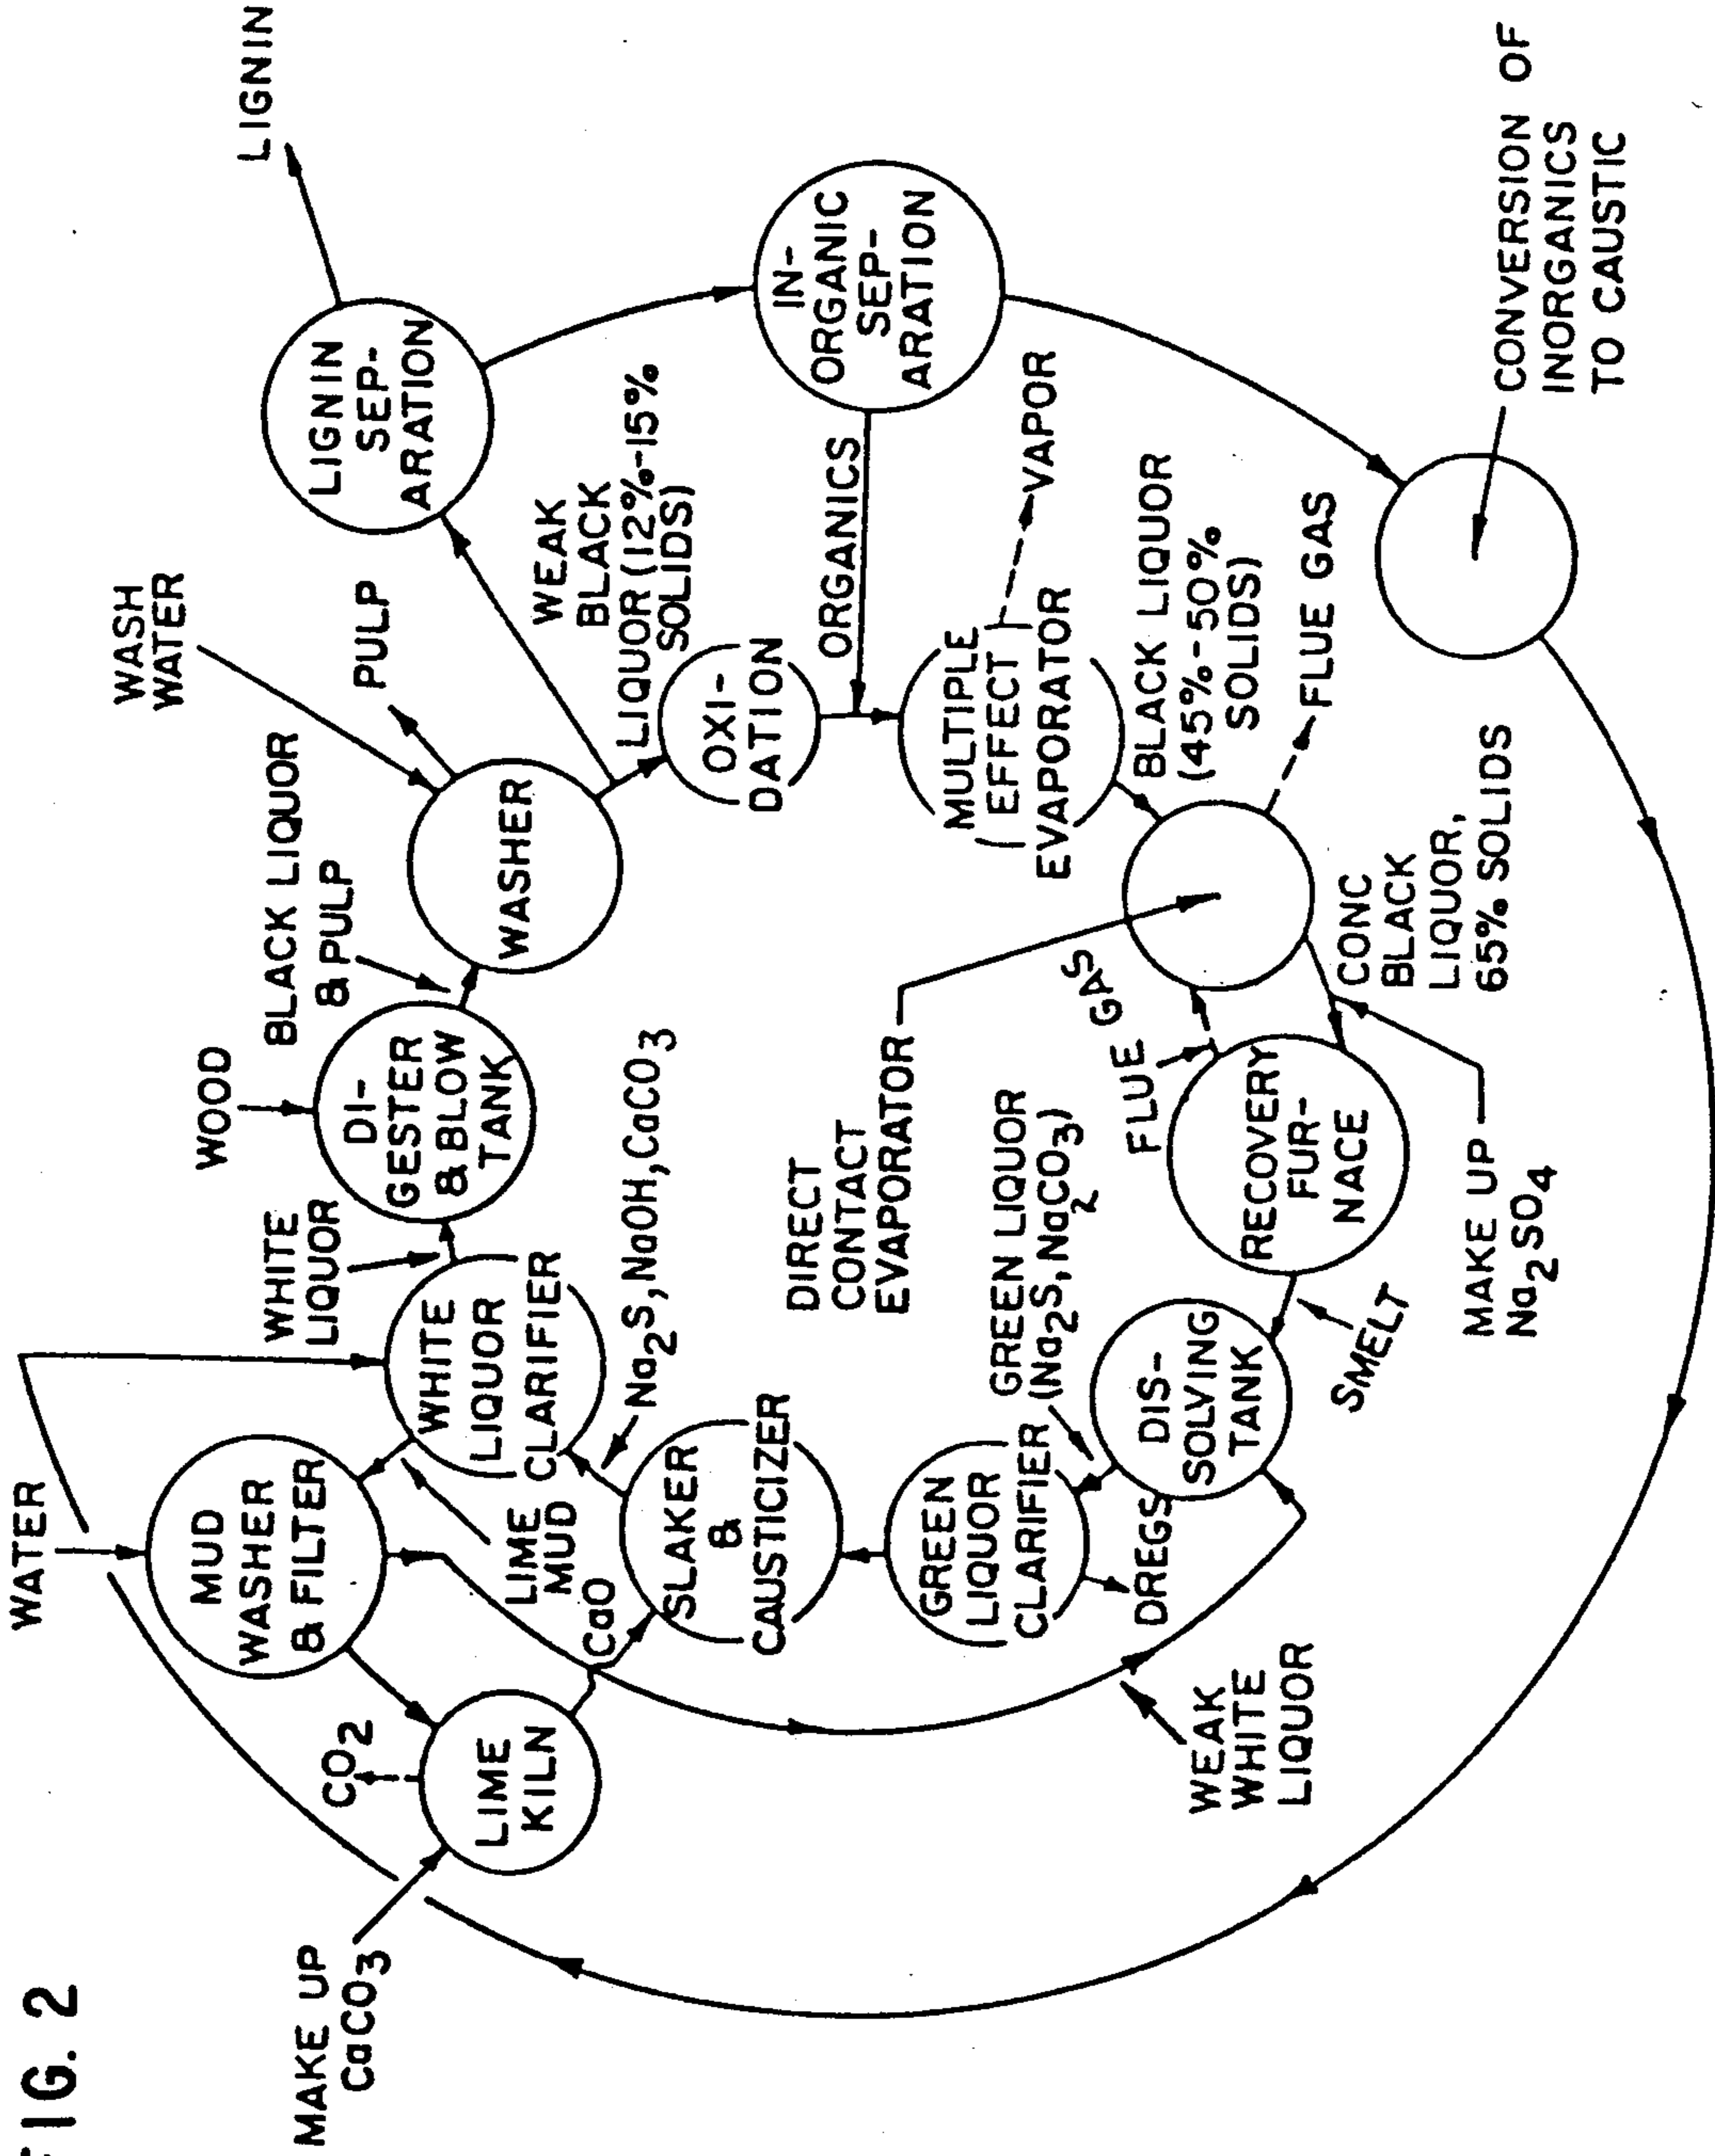 FIG. 2
WATER
MAKE UP
CaCO3
CO2
LIME
KILN
MUD
WASHER
& FILTER
LIME
MUD
CaO
WHITE
LIQUOR
WHITE
LIQUOR
CLARIFIER
Na2S, NaOH, CaCO3
SLAKER
&
CAUSTICIZER
GREEN
LIQUOR
CLARIFIER
DREGS
WEAK
WHITE
LIQUOR
GREEN LIQUOR
(Na2S, Na2CO3)
DIS-
SOLVING
TANK
SMELT
WOOD
DI-
GESTER
& BLOW
TANK
BLACK LIQUOR
& PULP
WASH
WATER
PULP
WASHER
LIGNIN
LIGNIN
SEP-
ARATION
WEAK
BLACK
LIQUOR (12%-15%
SOLIDS)
OXI-
DATION
IN-
ORGANIC
SEP-
ARATION
ORGANICS
MULTIPLE
EFFECT
EVAPORATOR
VAPOR
BLACK LIQUOR
(45%-50%
SOLIDS)
DIRECT
CONTACT
EVAPORATOR
FLUE GAS
FLUE GAS
RECOVERY
FUR-
NACE
CONC
BLACK
LIQUOR,
65% SOLIDS
MAKE UP
Na2SO4
CONVERSION OF
INORGANICS
TO CAUSTIC